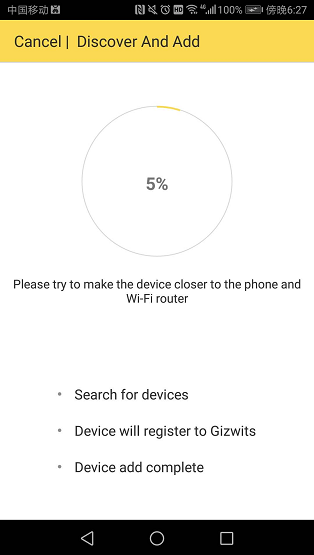 中国移动 HD 4G 100% 傍晚6:27
Cancel | Discover And Add
5%
Please try to make the device closer to the phone and
Wi-Fi router
• Search for devices
• Device will register to Gizwits
• Device add complete